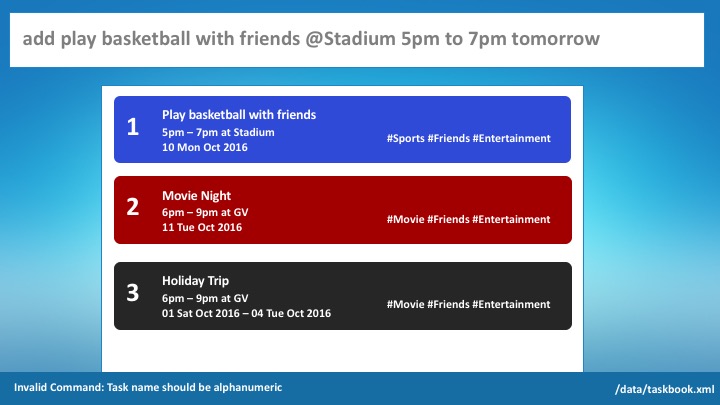 add play basketball with friends @Stadium 5pm to 7pm tomorrow
1
Play basketball with friends
5pm – 7pm at Stadium
10 Mon Oct 2016
#Sports #Friends #Entertainment
2
Movie Night
6pm – 9pm at GV
11 Tue Oct 2016
#Movie #Friends #Entertainment
3
Holiday Trip
6pm – 9pm at GV
01 Sat Oct 2016 – 04 Tue Oct 2016
#Movie #Friends #Entertainment
Invalid Command: Task name should be alphanumeric
/data/taskbook.xml